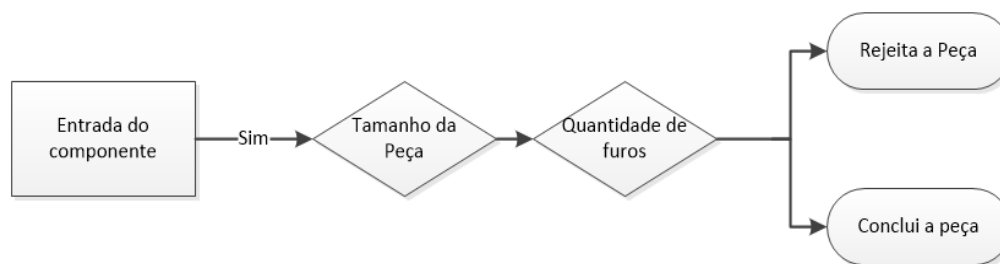 Entrada do
componente
Sim
Tamanho da
Peça
Quantidade de
furos
Rejeita a Peça
Conclui a peça